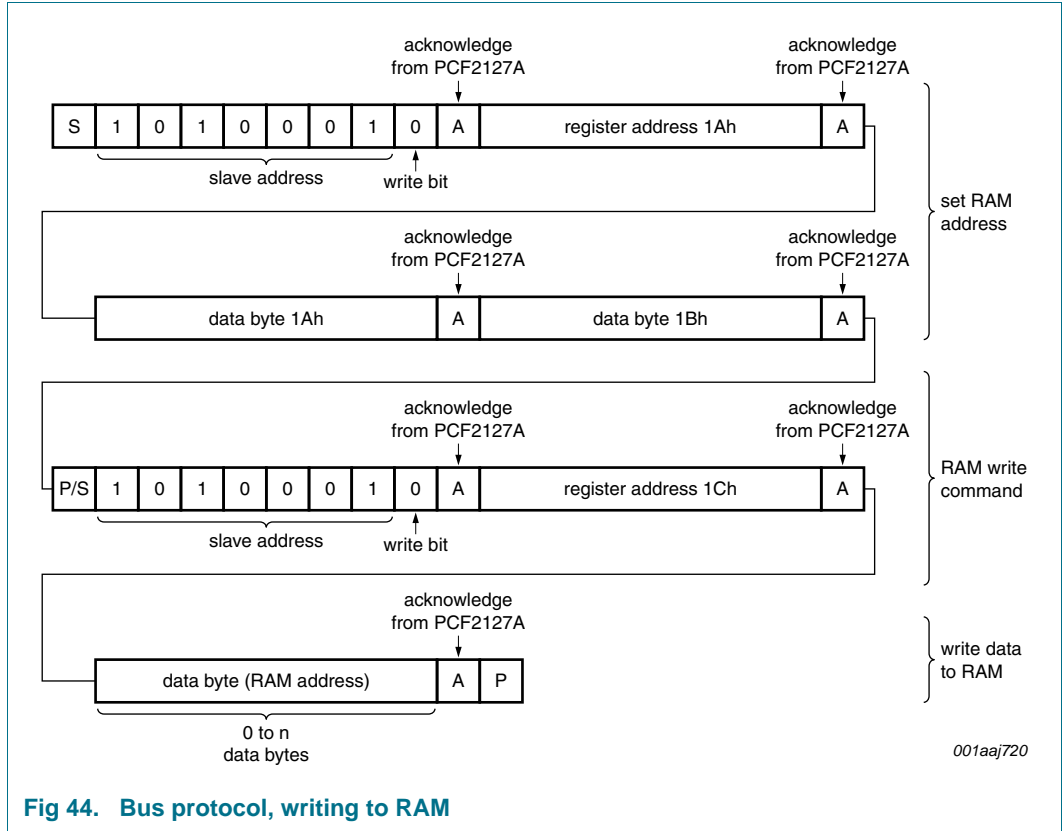 acknowledge acknowledge
from PCF2127A from PCF2127A
S 1 0 1 0 0 0 1 0 A register address 1Ah A
slave address write bit
set RAM
address
acknowledge acknowledge
from PCF2127A from PCF2127A
data byte 1Ah A data byte 1Bh A
acknowledge acknowledge
from PCF2127A from PCF2127A
RAM write
command
P/S 1 0 1 0 0 0 1 0 A register address 1Ch A
slave address write bit
acknowledge
from PCF2127A
write data
to RAM
data byte (RAM address) A P
0 to n
data bytes
001aaj720
Fig 44. Bus protocol, writing to RAM